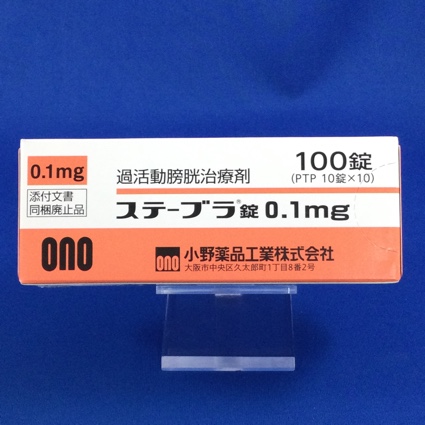 0.1mg
添付文書
同梱廃止品
ono
過活動膀胱治療剤
100錠
(PTP 10錠×10)
ステーブラ®錠 0.1mg
ono 小野薬品工業株式会社
大阪市中央区久太郎町1丁目8番2号